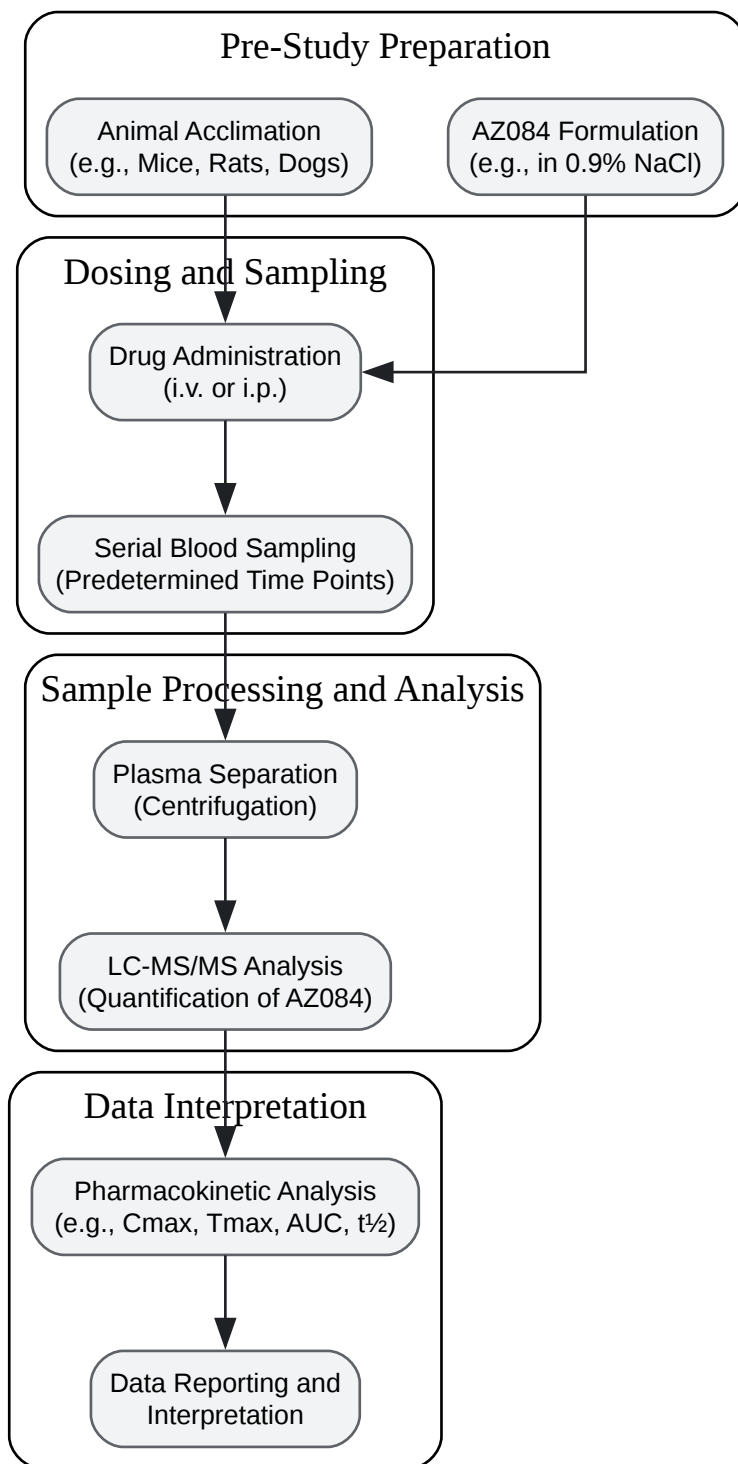 Pre-Study Preparation
Animal Acclimation
(e.g., Mice, Rats, Dogs)
AZ084 Formulation
(e.g., in 0.9% NaCl)
Dosing and Sampling
Drug Administration
(i.v. or i.p.)
Serial Blood Sampling
(Predetermined Time Points)
Sample Processing and Analysis
Plasma Separation
(Centrifugation)
LC-MS/MS Analysis
(Quantification of AZ084)
Data Interpretation
Pharmacokinetic Analysis
(e.g., Cmax, Tmax, AUC, t½)
Data Reporting and
Interpretation